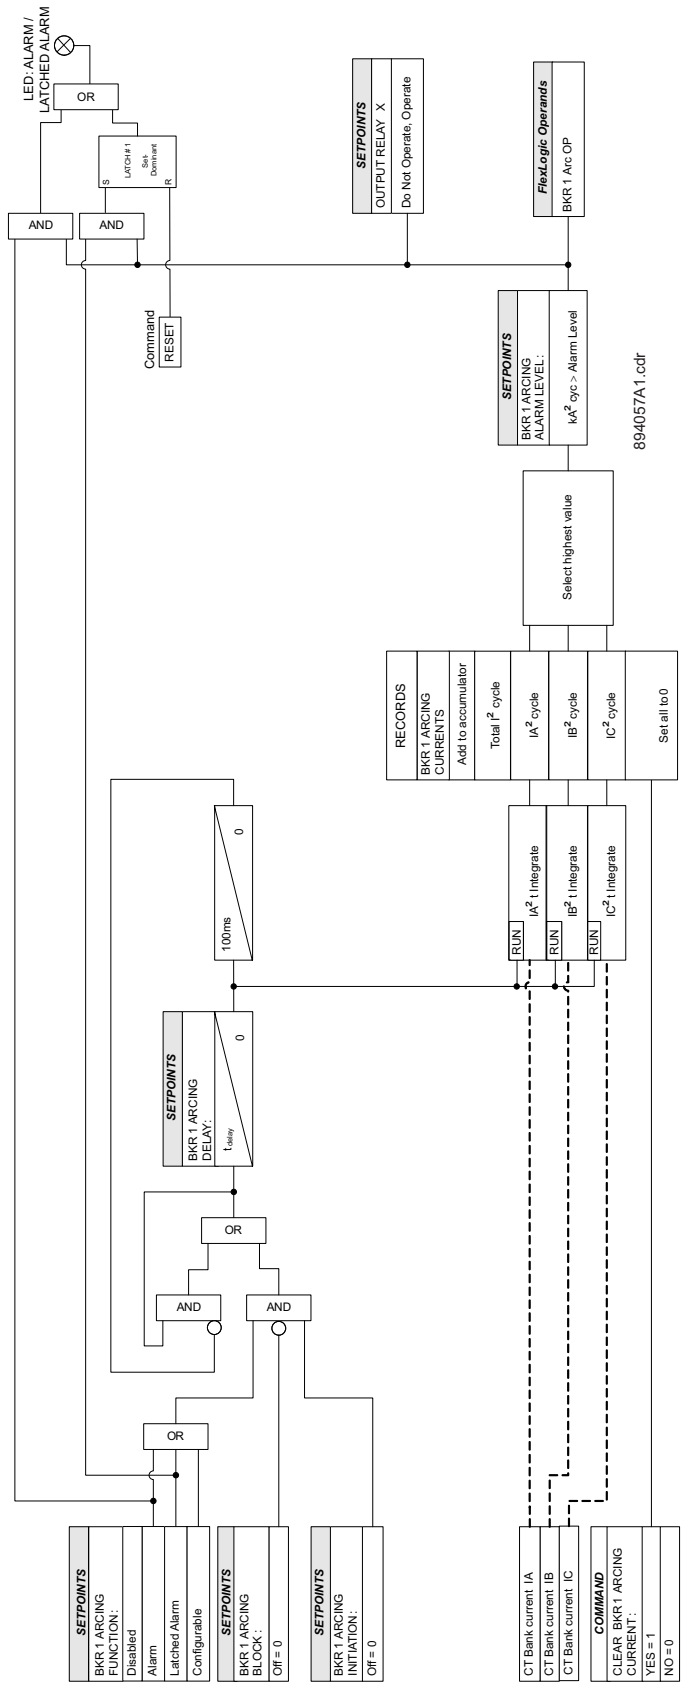 SETPOINTS
BKR 1 ARCING
FUNCTION:
Disabled
Alarm
Latched Alarm
Configurable
SETPOINTS
BKR 1 ARCING
BLOCK:
Off = 0
SETPOINTS
BKR 1 ARCING
INITIATION:
Off = 0
CT Bank current IA
CT Bank current IB
CT Bank current IC
COMMAND
CLEAR BKR 1 ARCING
CURRENT:
YES = 1
NO = 0
OR
AND
AND
OR
SETPOINTS
BKR 1 ARCING
DELAY:
t delay
0
100ms
0
RUN
IA² t Integrate
RUN
IB² t Integrate
RUN
IC² t Integrate
RECORDS
BKR 1 ARCING
CURRENTS
Add to accumulator
Total I² cycle
IA² cycle
IB² cycle
IC² cycle
Set all to 0
Select highest value
SETPOINTS
BKR 1 ARCING
ALARM LEVEL:
kA² cyc > Alarm Level
Command
RESET
AND
AND
S
LATCH # 1
Set-
Dominant
R
OR
LED: ALARM /
LATCHED ALARM
SETPOINTS
OUTPUT RELAY X
Do Not Operate, Operate
FlexLogic Operands
BKR 1 Arc OP
894057A1.cdr